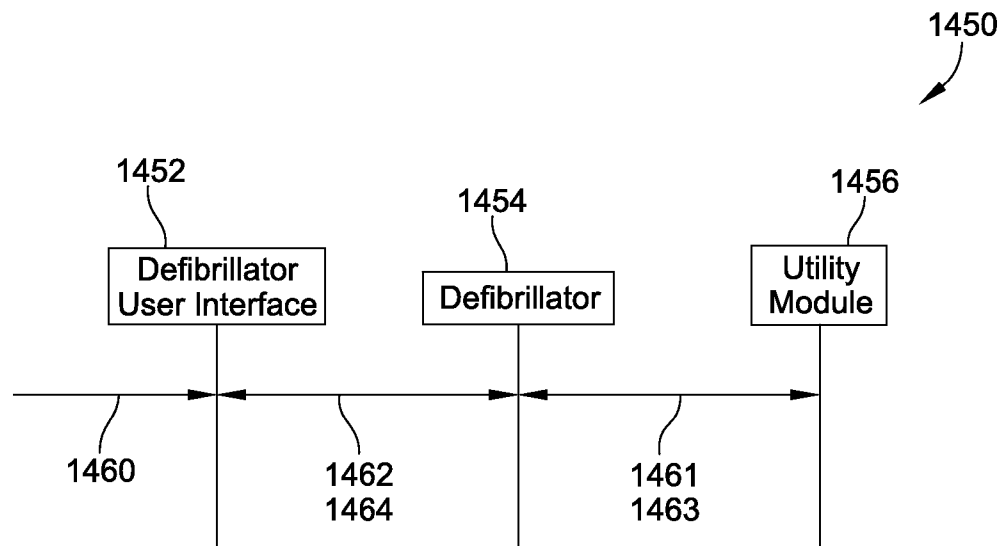 1450
1452
1454
1456
Defibrillator
User Interface
Defibrillator
Utility
Module
1460
1462
1464
1461
1463